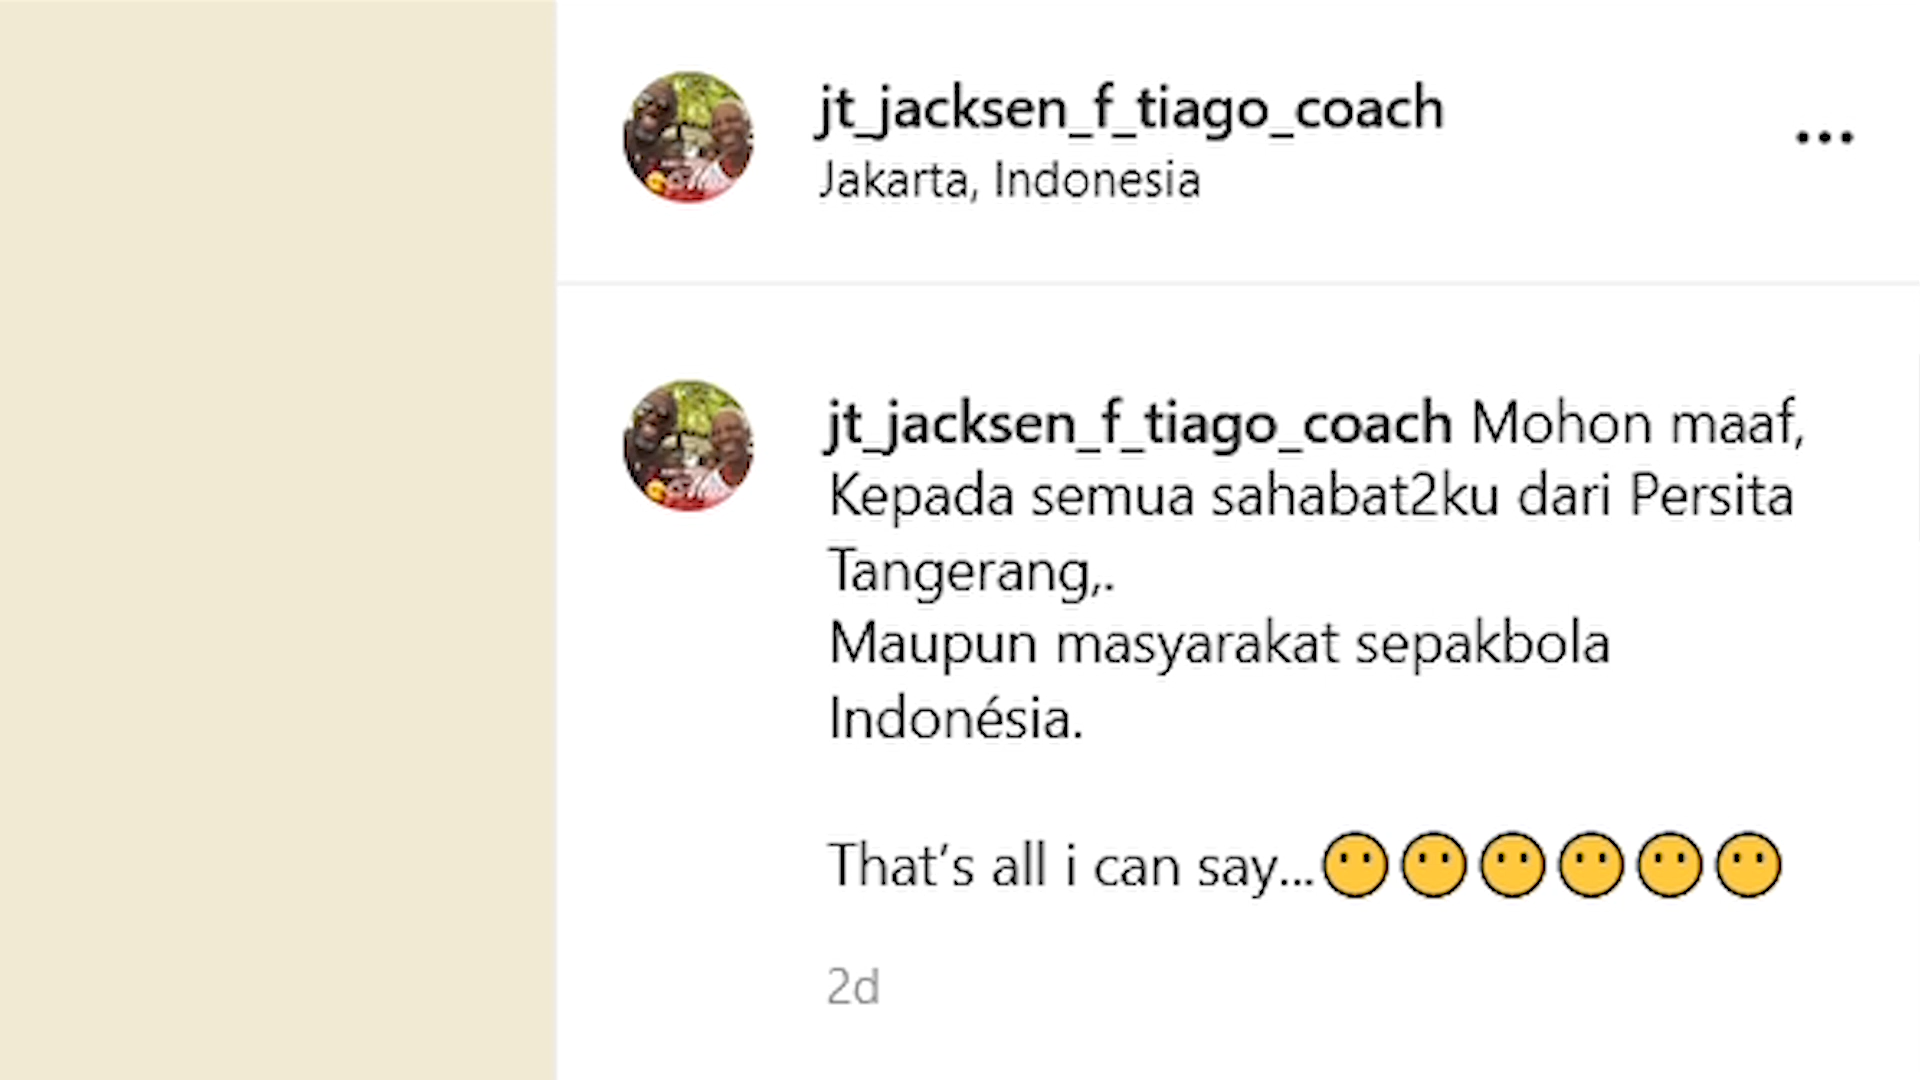 jt_jacksen_f_tiago_coach
Jakarta, Indonesia
jt_jacksen_f_tiago_coach Mohon maaf,
Kepada semua sahabat2ku dari Persita
Tangerang,.
Maupun masyarakat sepakbola
Indonésia.
That's all i can say...😶😶😶😶😶😶
2d